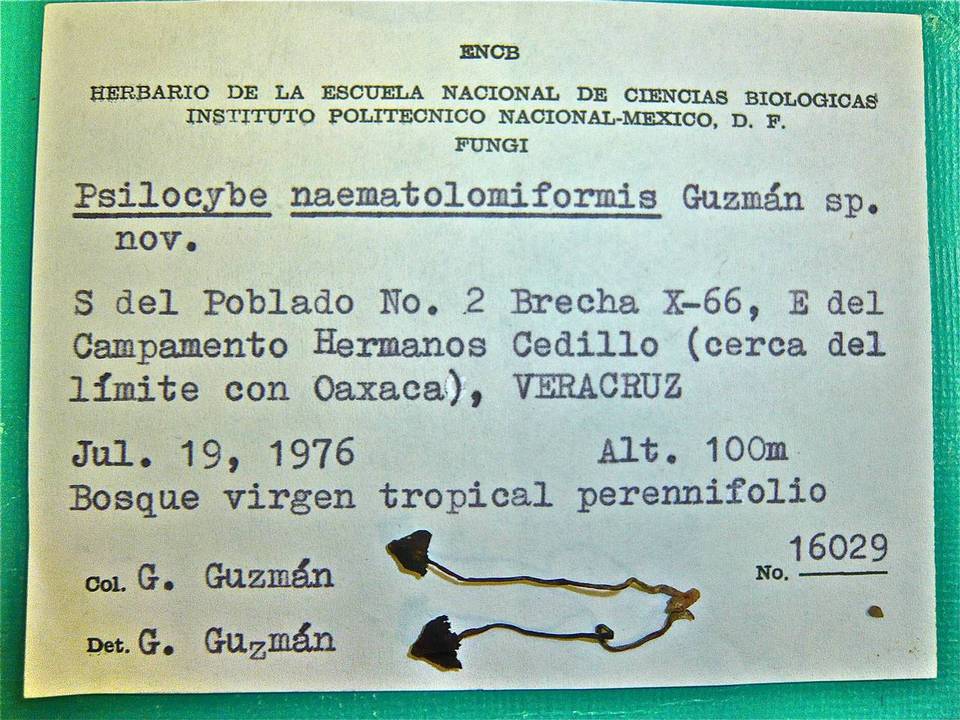 ENCB
HERBARIO DE LA ESCUELA NACIONAL DE CIENCIAS BIOLOGICAS
INSTITUTO POLITECNICO NACIONAL-MEXICO, D. F.
FUNGI
Psilocybe naematolomiformis Guzmán sp.
nov.
S del Poblado No. 2 Brecha X-66, E del
Campamento Hermanos Cedillo (cerca del
límite con Oaxaca), VERACRUZ
Jul. 19, 1976 Alt. 100m
Bosque virgen tropical perennifolio
No. 16029
Col. G. Guzmán
Det. G. Guzmán